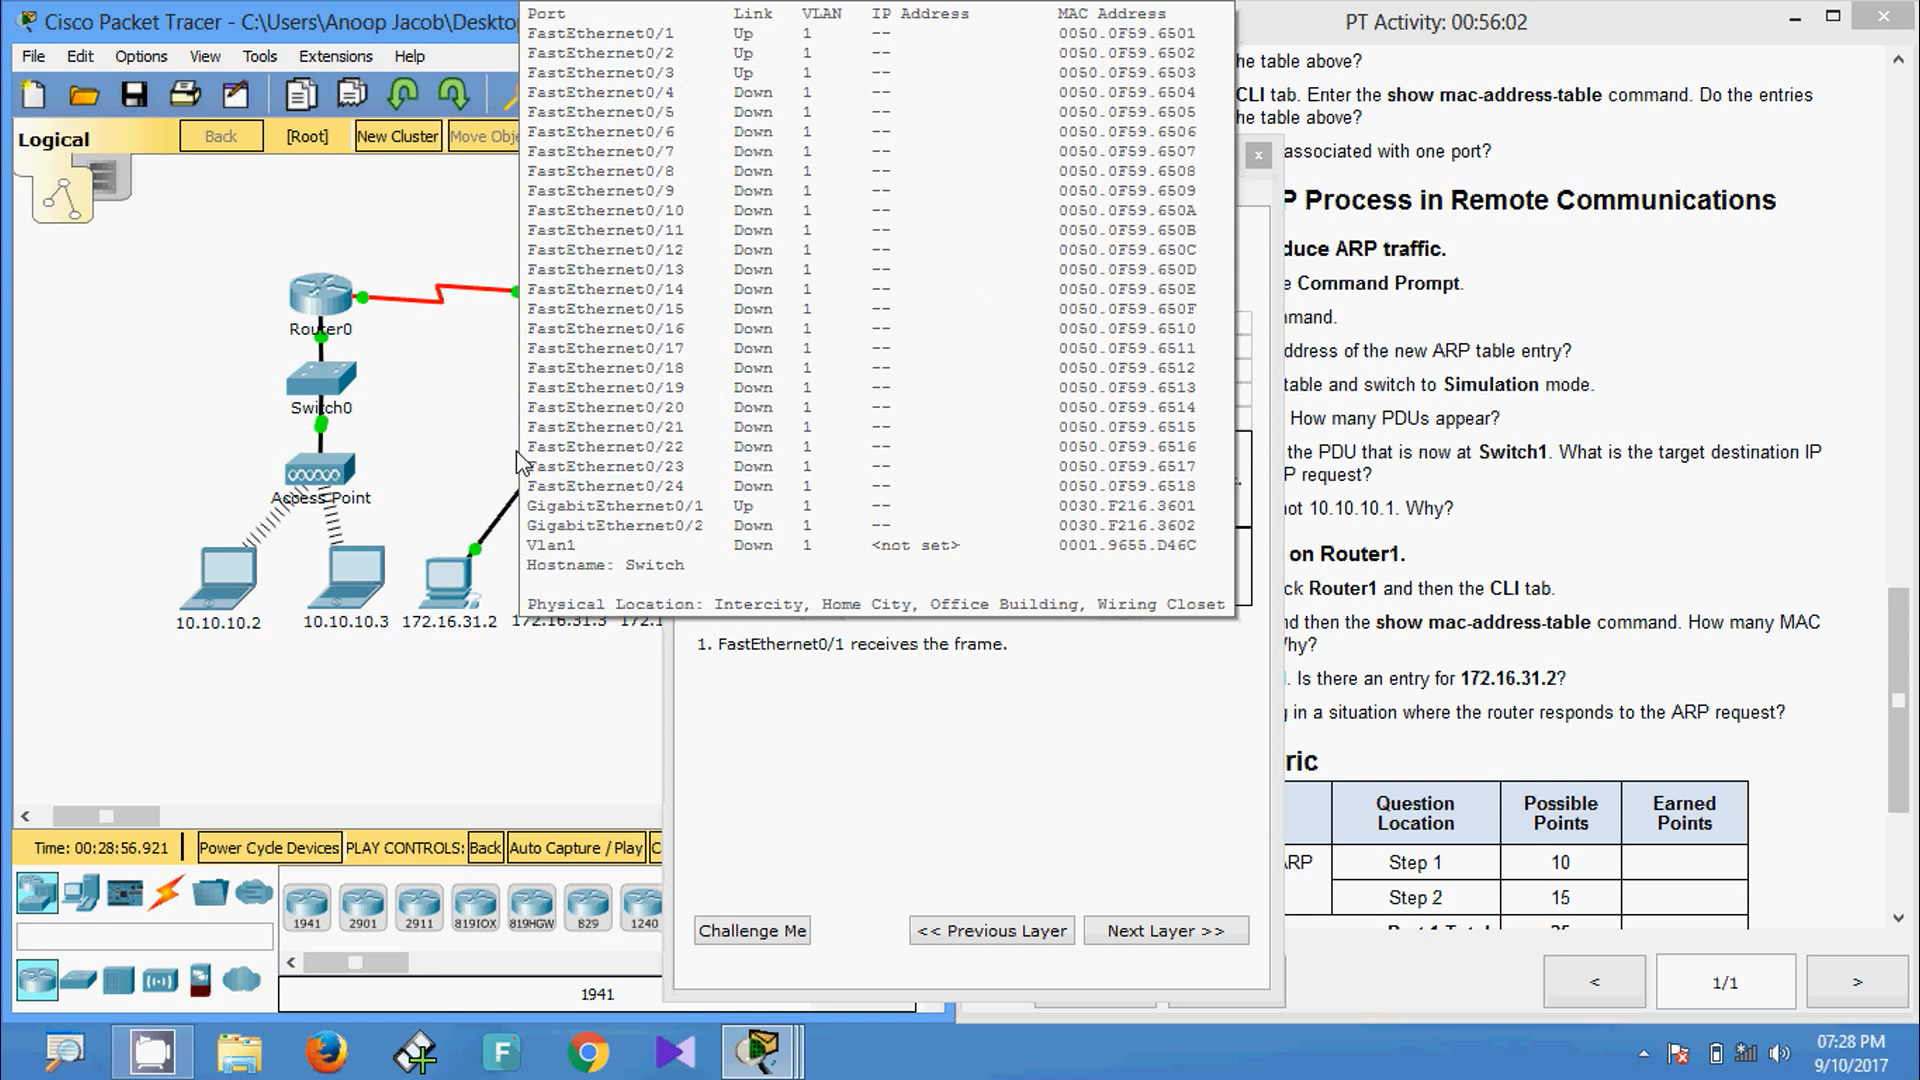 Cisco Packet Tracer - C:\Users\Anoop Jacob\Deskto
File Edit Options View Tools Extensions Help
Logical
Back
[Root]
New Cluster
Move Obj
Router0
Switch0
Access Point
10.10.10.2
10.10.10.3
172.16.31.2
172.16.31.3
172.1
Port Link VLAN IP Address MAC Address
FastEthernet0/1 Up 1 -- 0050.0F59.6501
FastEthernet0/2 Up 1 -- 0050.0F59.6502
FastEthernet0/3 Up 1 -- 0050.0F59.6503
FastEthernet0/4 Down 1 -- 0050.0F59.6504
FastEthernet0/5 Down 1 -- 0050.0F59.6505
FastEthernet0/6 Down 1 -- 0050.0F59.6506
FastEthernet0/7 Down 1 -- 0050.0F59.6507
FastEthernet0/8 Down 1 -- 0050.0F59.6508
FastEthernet0/9 Down 1 -- 0050.0F59.6509
FastEthernet0/10 Down 1 -- 0050.0F59.650A
FastEthernet0/11 Down 1 -- 0050.0F59.650B
FastEthernet0/12 Down 1 -- 0050.0F59.650C
FastEthernet0/13 Down 1 -- 0050.0F59.650D
FastEthernet0/14 Down 1 -- 0050.0F59.650E
FastEthernet0/15 Down 1 -- 0050.0F59.650F
FastEthernet0/16 Down 1 -- 0050.0F59.6510
FastEthernet0/17 Down 1 -- 0050.0F59.6511
FastEthernet0/18 Down 1 -- 0050.0F59.6512
FastEthernet0/19 Down 1 -- 0050.0F59.6513
FastEthernet0/20 Down 1 -- 0050.0F59.6514
FastEthernet0/21 Down 1 -- 0050.0F59.6515
FastEthernet0/22 Down 1 -- 0050.0F59.6516
FastEthernet0/23 Down 1 -- 0050.0F59.6517
FastEthernet0/24 Down 1 -- 0050.0F59.6518
GigabitEthernet0/1 Up 1 -- 0030.F216.3601
GigabitEthernet0/2 Down 1 -- 0030.F216.3602
Vlan1 Down 1 <not set> 0001.9655.D46C
Hostname: Switch
Physical Location: Intercity, Home City, Office Building, Wiring Closet
1. FastEthernet0/1 receives the frame.
Challenge Me
<< Previous Layer
Next Layer >>
Time: 00:28:56.921
Power Cycle Devices
PLAY CONTROLS:
Back
Auto Capture / Play
C
1941 2901 2911 819IOX 819HGW 829 1240
1941
PT Activity: 00:56:02
he table above?
CLI tab. Enter the show mac-address-table command. Do the entries
he table above?
associated with one port?
P Process in Remote Communications
duce ARP traffic.
e Command Prompt.
mmand.
ddress of the new ARP table entry?
table and switch to Simulation mode.
How many PDUs appear?
the PDU that is now at Switch1. What is the target destination IP
P request?
not 10.10.10.1. Why?
on Router1.
ck Router1 and then the CLI tab.
nd then the show mac-address-table command. How many MAC
Vhy?
. Is there an entry for 172.16.31.2?
g in a situation where the router responds to the ARP request?
ric
Question Location
Possible Points
Earned Points
ARP
Step 1 10
Step 2 15
<
1/1
>
07:28 PM
9/10/2017